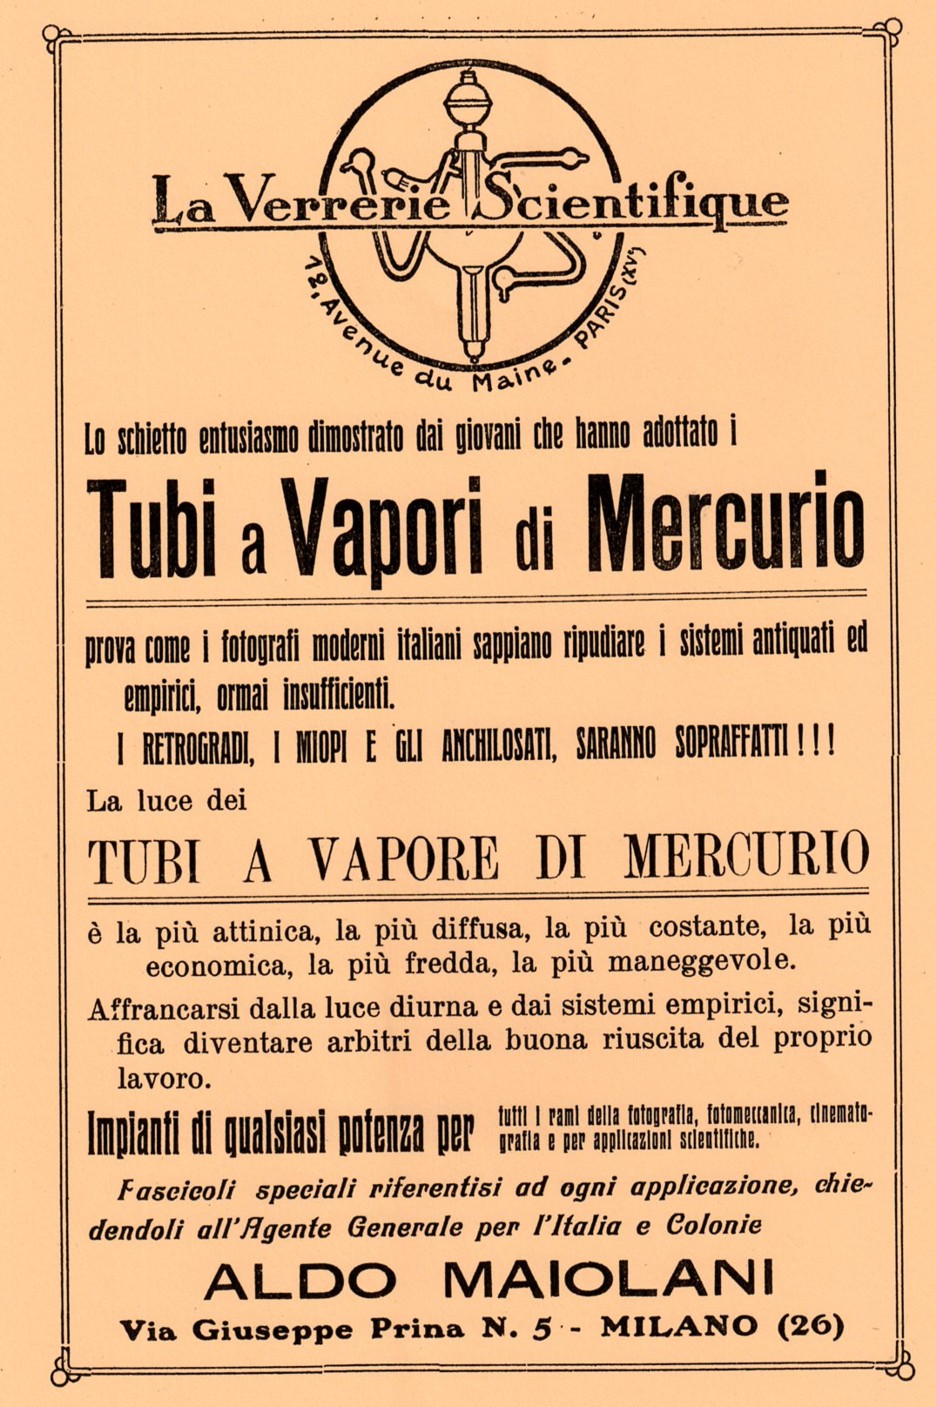 La Verrerie Scientifique
12, Avenue du Maine - PARIS (XVe)
Lo schietto entusiasmo dimostrato dai giovani che hanno adottato i
Tubi a Vapori di Mercurio
prova come i fotografi moderni italiani sappiano ripudiare i sistemi antiquati ed
empirici, ormai insufficienti.
I RETROGRADI, I MIOPI E GLI ANCHILOSATI, SARANNO SOPRAFFATTI!!!
La luce dei
TUBI A VAPORE DI MERCURIO
è la più attinica, la più diffusa, la più costante, la più
economica, la più fredda, la più maneggevole.
Affrancarsi dalla luce diurna e dai sistemi empirici, signi-
fica diventare arbitri della buona riuscita del proprio
lavoro.
Impianti di qualsiasi potenza per tutti i rami della fotografia, fotomeccanica, cinemato-
grafia e per applicazioni scientifiche.
Fascicoli speciali riferentisi ad ogni applicazione, chie-
dendoli all'Agente Generale per l'Italia e Colonie
ALDO MAIOLANI
Via Giuseppe Prina N. 5 - MILANO (26)